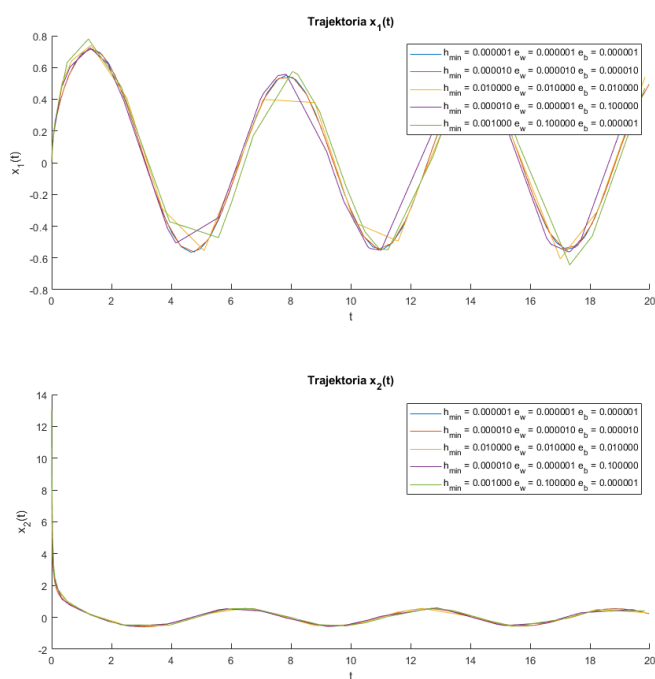 Trajektoria x1(t)
0.8
0.6
0.4
0.2
0
-0.2
-0.4
-0.6
-0.8
x1(t)
hmin = 0.000001 ew = 0.000001 eb = 0.000001
hmin = 0.000010 ew = 0.000010 eb = 0.000010
hmin = 0.010000 ew = 0.010000 eb = 0.010000
hmin = 0.000010 ew = 0.000001 eb = 0.100000
hmin = 0.001000 ew = 0.100000 eb = 0.000001
0 2 4 6 8 10 12 14 16 18 20
t
Trajektoria x2(t)
14
12
10
8
6
4
2
0
-2
x2(t)
hmin = 0.000001 ew = 0.000001 eb = 0.000001
hmin = 0.000010 ew = 0.000010 eb = 0.000010
hmin = 0.010000 ew = 0.010000 eb = 0.010000
hmin = 0.000010 ew = 0.000001 eb = 0.100000
hmin = 0.001000 ew = 0.100000 eb = 0.000001
0 2 4 6 8 10 12 14 16 18 20
t